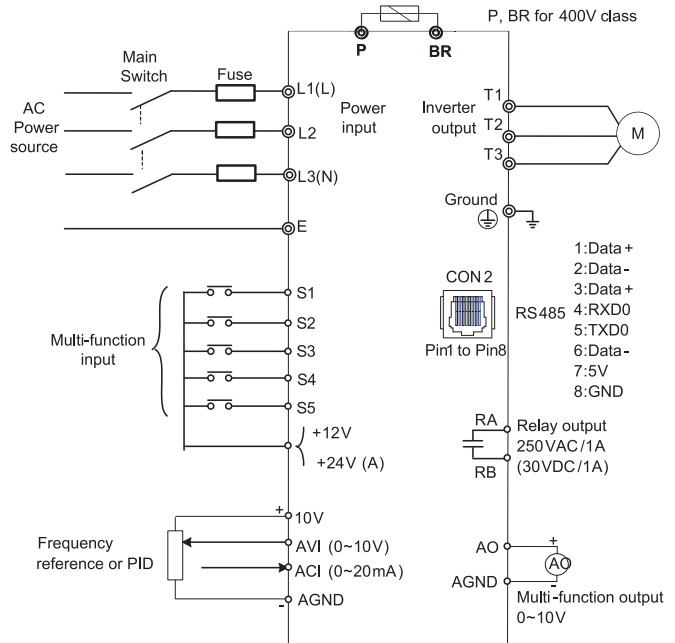 P, BR for 400V class
P
BR
Main
Switch
Fuse
AC
Power
source
L1(L)
L2
L3(N)
E
Power
input
Inverter
output
T1
T2
T3
M
Ground
CON2
Pin1 to Pin8
RS485
1:Data+
2:Data-
3:Data+
4:RXD0
5:TXD0
6:Data-
7:5V
8:GND
Multi-function
input
S1
S2
S3
S4
S5
+12V
+24V (A)
RA
RB
Relay output
250VAC/1A
(30VDC/1A)
Frequency
reference or PID
+
10V
AVI (0~10V)
ACI (0~20mA)
- AGND
AO
AGND
+
AO
-
Multi-function output
0~10V